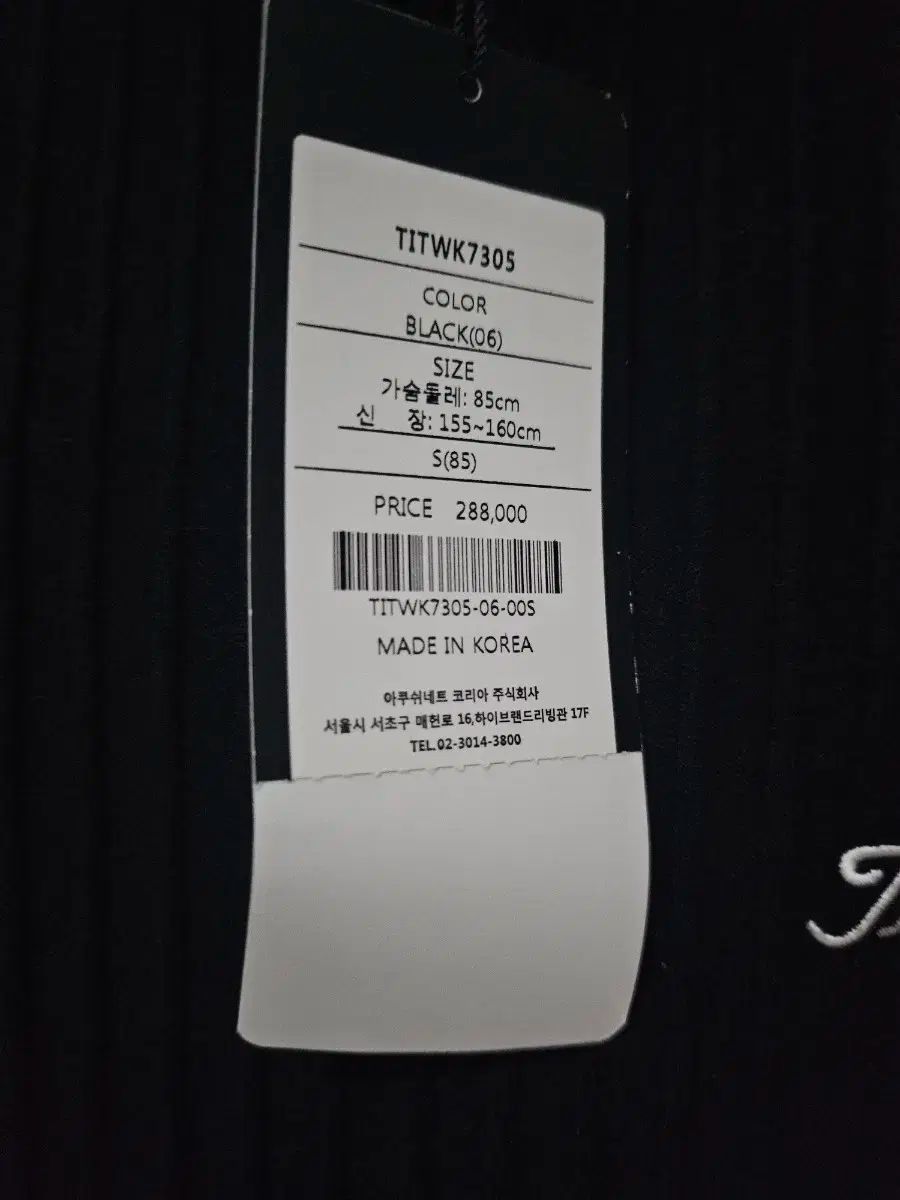 TITWK7305
COLOR
BLACK(06)
SIZE
가슴둘레: 85cm
신 장: 155~160cm
S(85)
PRICE 288,000
TITWK7305-06-00S
MADE IN KOREA
아쿠쉬네트 코리아 주식회사
서울시 서초구 매헌로 16,하이브랜드리빙관 17F
TEL.02-3014-3800